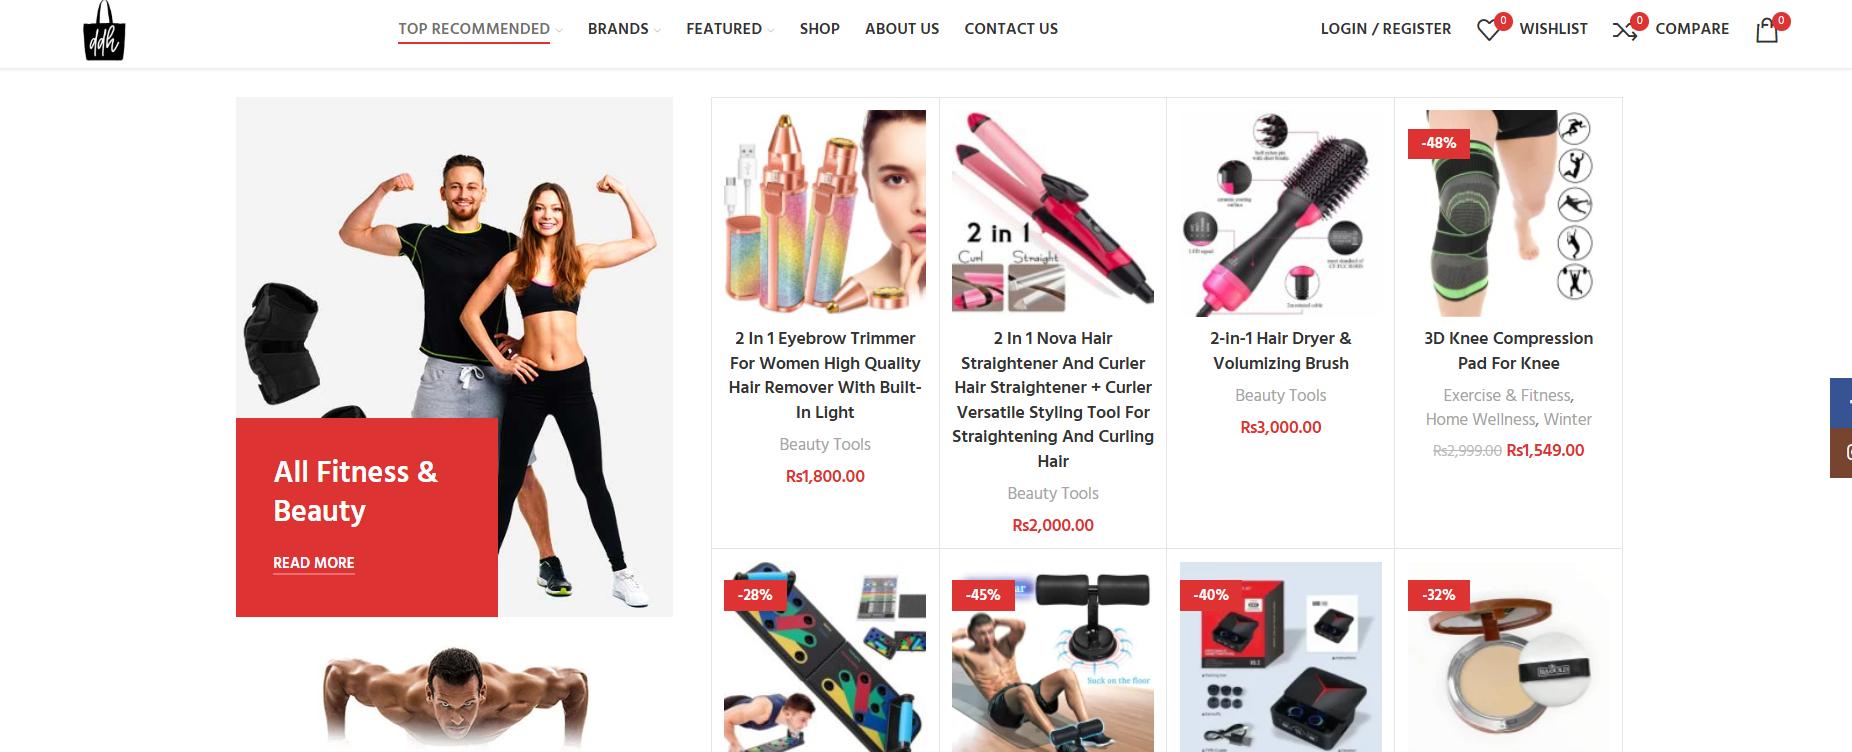 ddh
TOP RECOMMENDED
BRANDS
FEATURED
SHOP
ABOUT US
CONTACT US
LOGIN / REGISTER
0
WISHLIST
0
COMPARE
0
All Fitness &
Beauty
READ MORE
2 In 1 Eyebrow Trimmer
For Women High Quality
Hair Remover With Built-
In Light
Beauty Tools
Rs1,800.00
2 in 1
Curl
Straight
2 In 1 Nova Hair
Straightener And Curler
Hair Straightener + Curler
Versatile Styling Tool For
Straightening And Curling
Hair
Beauty Tools
Rs2,000.00
2-in-1 Hair Dryer &
Volumizing Brush
Beauty Tools
Rs3,000.00
-48%
3D Knee Compression
Pad For Knee
Exercise & Fitness,
Home Wellness, Winter
Rs2,999.00 Rs1,549.00
-28%
-45%
Suck on the floor
-40%
-32%